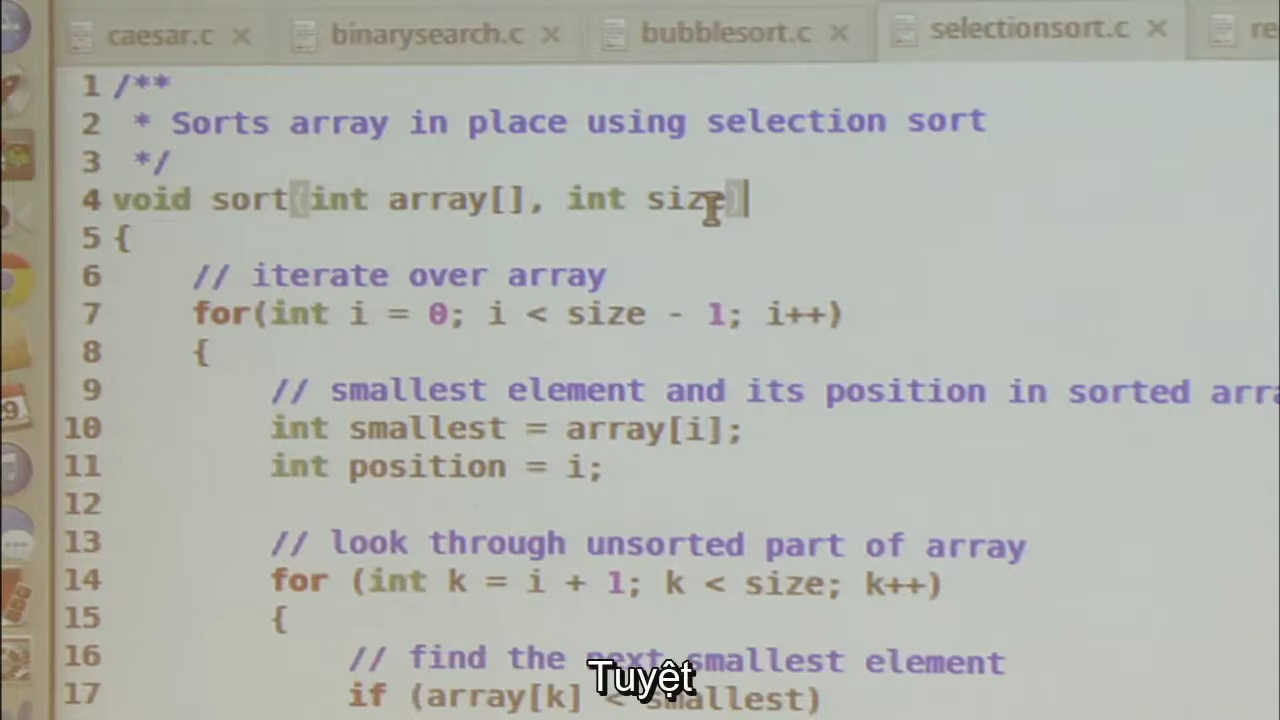 caesar.c × binarysearch.c × bubblesort.c × selectionsort.c × re
1 /**
2 * Sorts array in place using selection sort
3 */
4 void sort(int array[], int size)
5 {
6 // iterate over array
7 for(int i = 0; i < size - 1; i++)
8 {
9 // smallest element and its position in sorted arra
10 int smallest = array[i];
11 int position = i;
12
13 // look through unsorted part of array
14 for (int k = i + 1; k < size; k++)
15 {
16 // find the next smallest element
17 if (array[k] < smallest)
Tuyệt